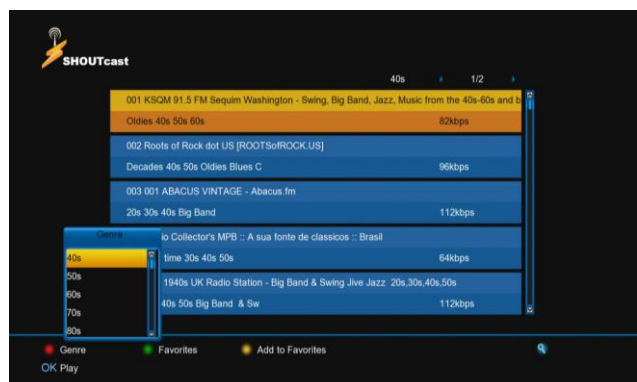 SHOUTcast
40s 1/2
001 KSQM 91.5 FM Sequim Washington - Swing, Big Band, Jazz, Music from the 40s-60s and b
Oldies 40s 50s 60s 82kbps
002 Roots of Rock dot US [ROOTSofROCK.US]
Decades 40s 50s Oldies Blues C 96kbps
003 001 ABACUS VINTAGE - Abacus.fm
20s 30s 40s Big Band 112kbps
Genre
io Collector's MPB :: A sua fonte de classicos :: Brasil
40s
time 30s 40s 50s 64kbps
50s
1940s UK Radio Station - Big Band & Swing Jive Jazz 20s,30s,40s,50s
60s
40s 50s Big Band & Sw 112kbps
70s
80s
Genre Favorites Add to Favorites
OK Play